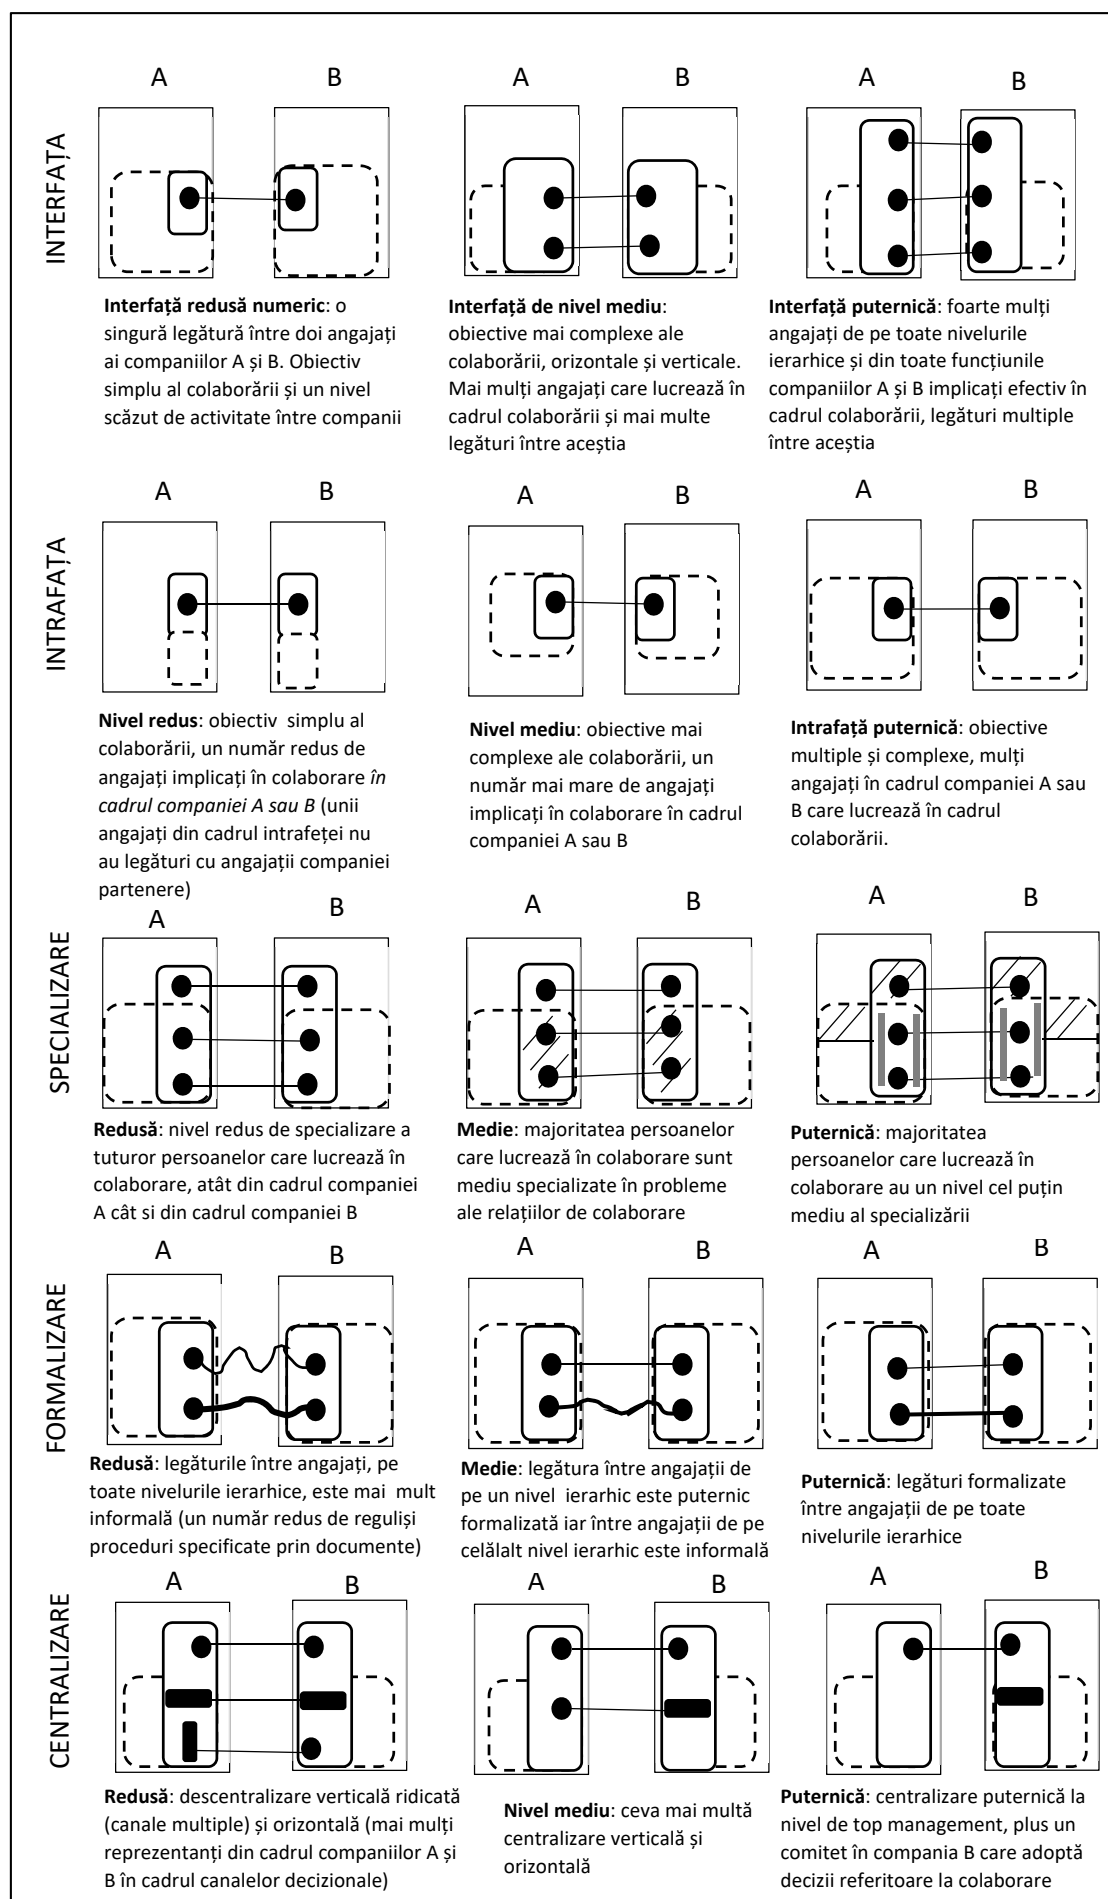 A B A B A B
INTERFAȚA
Interfață redusă numeric: o
singură legătură între doi angajați
ai companiilor A și B. Obiectiv
simplu al colaborării și un nivel
scăzut de activitate între companii
Interfață de nivel mediu:
obiective mai complexe ale
colaborării, orizontale și verticale.
Mai mulți angajați care lucrează în
cadrul colaborării și mai multe
legături între aceștia
Interfață puternică: foarte mulți
angajați de pe toate nivelurile
ierarhice și din toate funcțiunile
companiilor A și B implicați efectiv în
cadrul colaborării, legături multiple
între aceștia
A B A B A B
INTRAFAȚA
Nivel redus: obiectiv simplu al
colaborării, un număr redus de
angajați implicați în colaborare în
cadrul companiei A sau B (unii
angajați din cadrul intrafeței nu
au legături cu angajații companiei
partenere)
Nivel mediu: obiective mai
complexe ale colaborării, un
număr mai mare de angajați
implicați în colaborare în cadrul
companiei A sau B
Intrafață puternică: obiective
multiple și complexe, mulți
angajați în cadrul companiei A sau
B care lucrează în cadrul
colaborării.
A B A B A B
SPECIALIZARE
Redusă: nivel redus de specializare a
tuturor persoanelor care lucrează în
colaborare, atât din cadrul companiei
A cât si din cadrul companiei B
Medie: majoritatea persoanelor
care lucrează în colaborare sunt
mediu specializate în probleme
ale relațiilor de colaborare
Puternică: majoritatea
persoanelor care lucrează în
colaborare au un nivel cel puțin
mediu al specializării
A B A B A B
FORMALIZARE
Redusă: legăturile între angajați, pe
toate nivelurile ierarhice, este mai mult
informală (un număr redus de reguliși
proceduri specificate prin documente)
Medie: legătura între angajații de
pe un nivel ierarhic este puternic
formalizată iar între angajații de pe
celălalt nivel ierarhic este informală
Puternică: legături formalizate
între angajații de pe toate
nivelurile ierarhice
A B A B A B
CENTRALIZARE
Redusă: descentralizare verticală ridicată
(canale multiple) și orizontală (mai mulți
reprezentanți din cadrul companiilor A și
B în cadrul canalelor decizionale)
Nivel mediu: ceva mai multă
centralizare verticală și
orizontală
Puternică: centralizare puternică la
nivel de top management, plus un
comitet în compania B care adoptă
decizii referitoare la colaborare